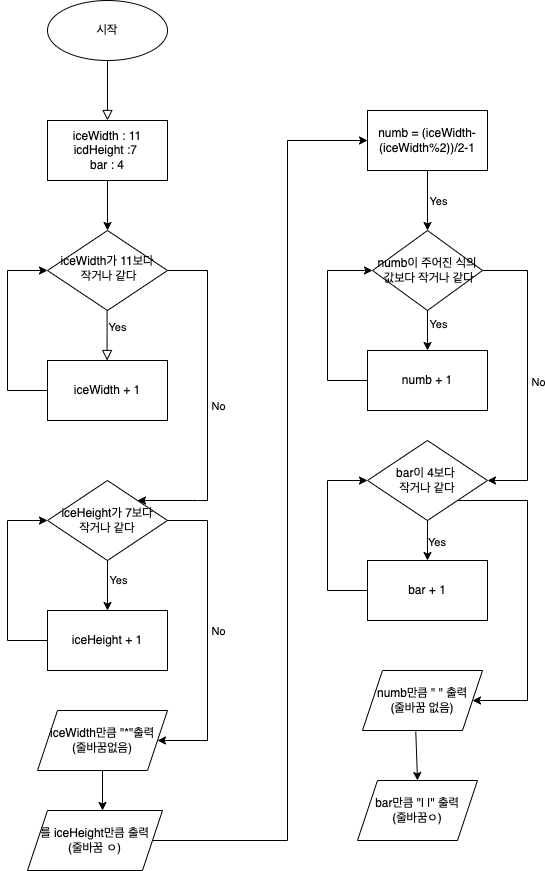 시작
iceWidth : 11
icdHeight :7
bar : 4
iceWidth가 11보다
작거나 같다
Yes
iceWidth + 1
No
iceHeight가 7보다
작거나 같다
Yes
iceHeight + 1
No
iceWidth만큼 "*"출력
(줄바꿈없음)
를 iceHeight만큼 출력
(줄바꿈 ㅇ)
numb = (iceWidth-
(iceWidth%2))/2-1
Yes
numb이 주어진 식의
값보다 작거나 같다
Yes
numb + 1
No
bar이 4보다
작거나 같다
Yes
bar + 1
numb만큼 " " 출력
(줄바꿈 없음)
bar만큼 "l l" 출력
(줄바꿈ㅇ)